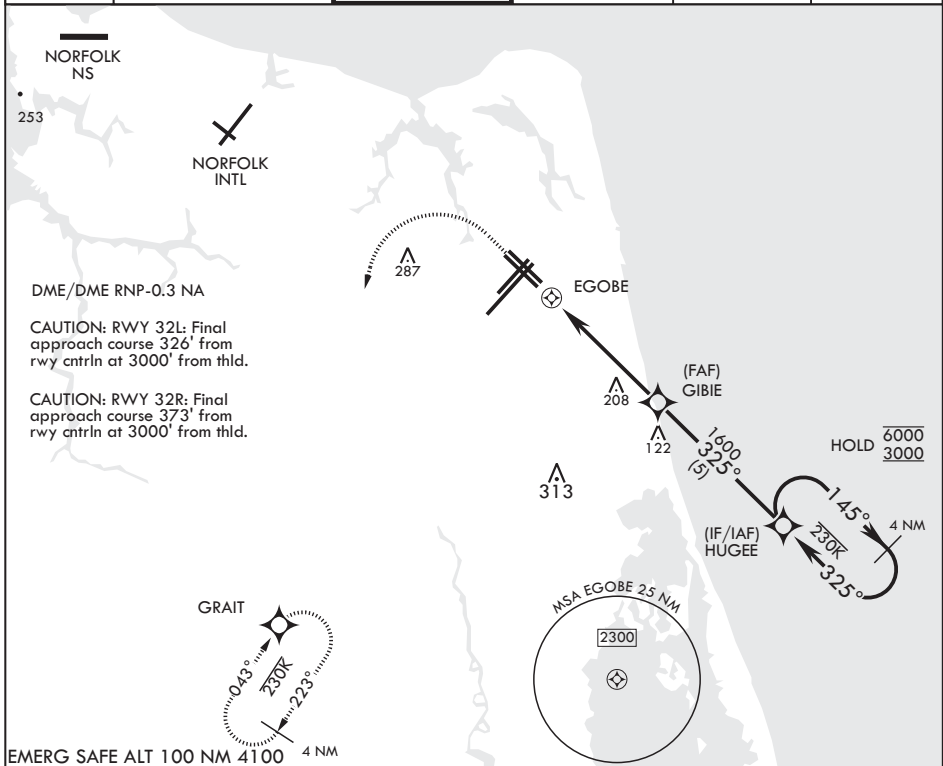 NORFOLK
NS
253
NORFOLK
INTL
287
EGOBE
DME/DME RNP-0.3 NA
CAUTION: RWY 32L: Final
approach course 326' from
rwy cntrln at 3000' from thld.
CAUTION: RWY 32R: Final
approach course 373' from
rwy cntrln at 3000' from thld.
(FAF)
GIBIE
208
122
1600
325°
(5)
HOLD 6000
3000
313
(IF/IAF)
HUGEE
145°
4 NM
230K
325°
MSA EGOBE 25 NM
2300
GRAIT
043°
230K
223°
4 NM
EMERG SAFE ALT 100 NM 4100